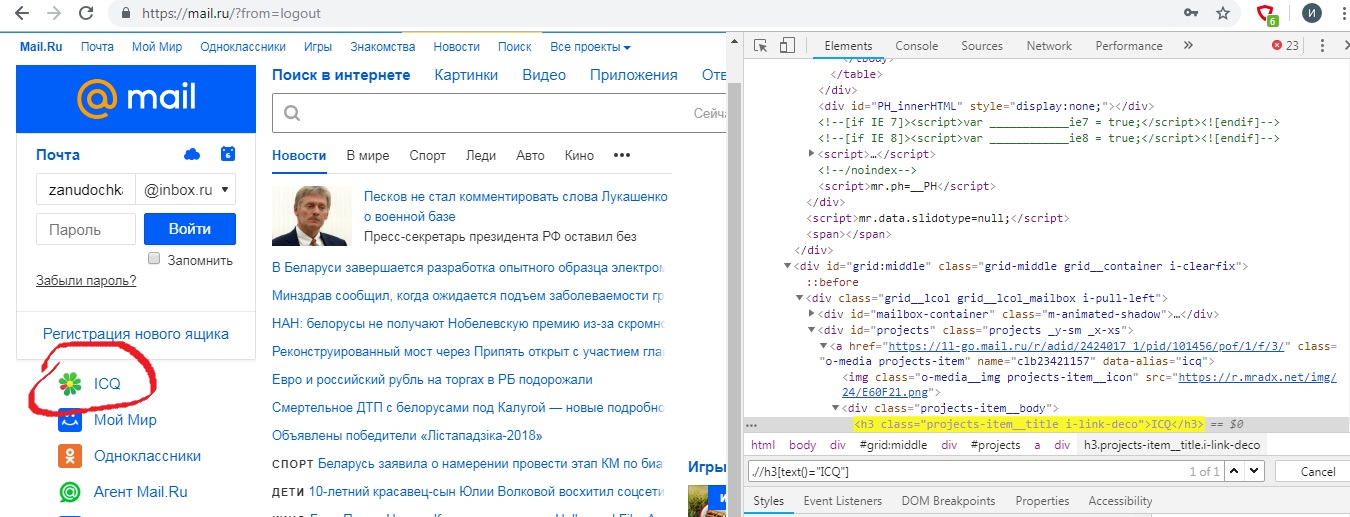 https://mail.ru/?from=logout
6
И
Mail.Ru Почта Мой Мир Одноклассники Игры Знакомства Новости Поиск Все проекты
@mail
Почта
6
zanudochk
@inbox.ru
Пароль
Войти
Запомнить
Забыли пароль?
Регистрация нового ящика
ICQ
Мой Мир
Одноклассники
Агент Mail.Ru
Поиск в интернете Картинки Видео Приложения Отв
Сейча
Новости В мире Спорт Леди Авто Кино •••
Песков не стал комментировать слова Лукашенко
о военной базе
Пресс-секретарь президента РФ оставил без
В Беларуси завершается разработка опытного образца электром
Минздрав сообщил, когда ожидается подъем заболеваемости гр
НАН: белорусы не получают Нобелевскую премию из-за скромно
Реконструированный мост через Припять открыт с участием гла
Евро и российский рубль на торгах в РБ подорожали
Смертельное ДТП с белорусами под Калугой — новые подробно
Объявлены победители «Лістападзіка-2018»
СПОРТ Беларусь заявила о намерении провести этап КМ по биа
ДЕТИ 10-летний красавец-сын Юлии Волковой восхитил соцсети
Игры
Elements Console Sources Network Performance » 23
</tbody>
</table>
</div>
<div id="PH_innerHTML" style="display:none;"></div>
<!--[if IE 7]><script>var ____________ie7 = true;</script><![endif]-->
<!--[if IE 8]><script>var ____________ie8 = true;</script><![endif]-->
<script>…</script>
<!--/noindex-->
<script>mr.ph=__PH</script>
</div>
<script>mr.data.slidotype=null;</script>
<span></span>
</div>
<div id="grid:middle" class="grid-middle grid__container i-clearfix">
::before
<div class="grid__lcol grid__lcol_mailbox i-pull-left">
<div id="mailbox-container" class="m-animated-shadow">…</div>
<div id="projects" class="projects _y-sm _x-xs">
<a href="https://ll-go.mail.ru/r/adid/2424017_1/pid/101456/pof/1/f/3/" class=
"o-media projects-item" name="clb23421157" data-alias="icq">
<img class="o-media__img projects-item__icon" src="https://r.mradx.net/img/
24/E60F21.png">
<div class="projects-item__body">
… <h3 class="projects-item__title i-link-deco">ICQ</h3> == $0
html body div #grid:middle div #projects a div h3.projects-item__title.i-link-deco
.//h3[text()="ICQ"] 1 of 1 Cancel
Styles Event Listeners DOM Breakpoints Properties Accessibility